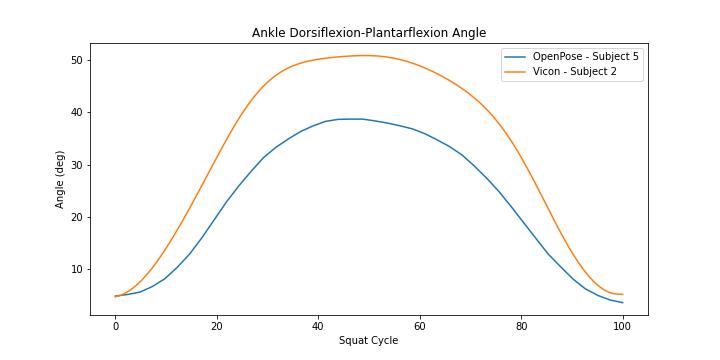 Ankle Dorsiflexion-Plantarflexion Angle
OpenPose - Subject 5
Vicon - Subject 2
50
40
30
20
10
Angle (deg)
0
20
40
60
80
100
Squat Cycle